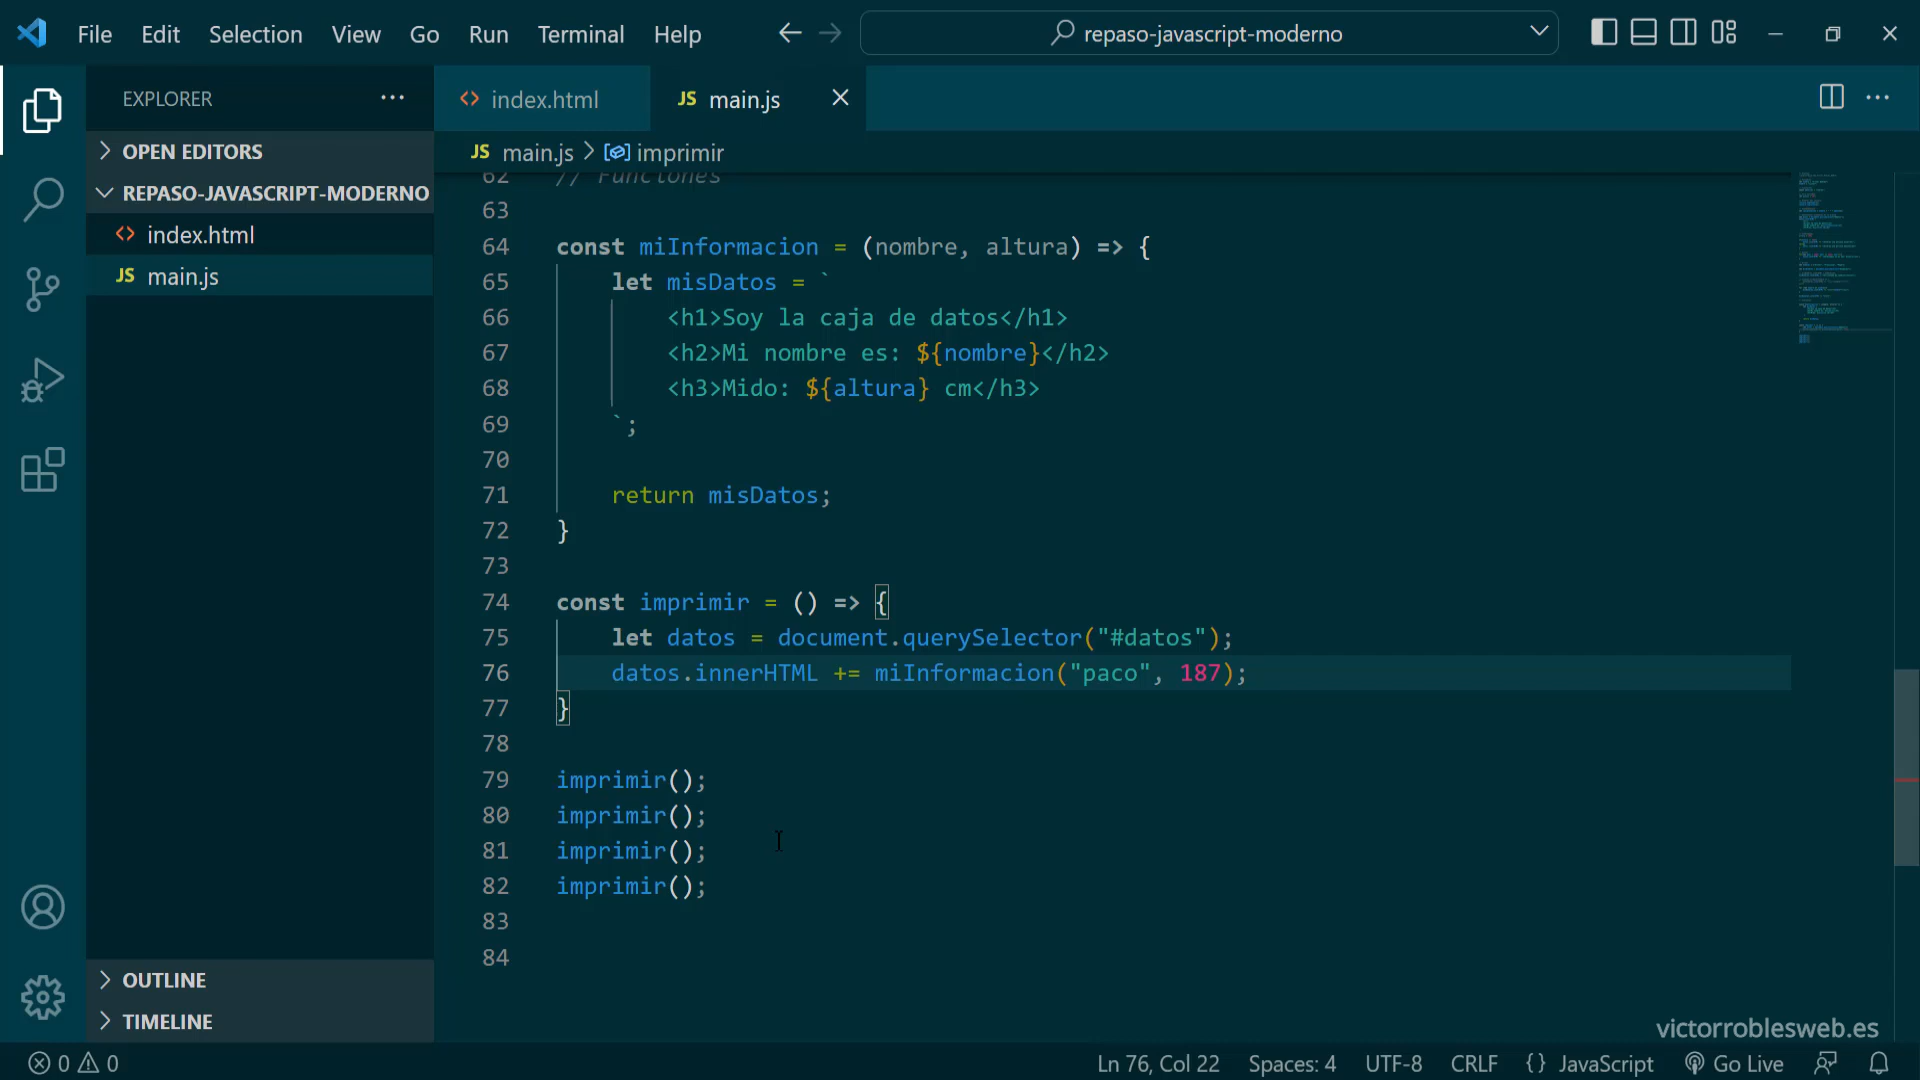 File Edit Selection View Go Run Terminal Help
repaso-javascript-moderno
EXPLORER
OPEN EDITORS
REPASO-JAVASCRIPT-MODERNO
index.html
JS main.js
OUTLINE
TIMELINE
index.html
JS main.js
JS main.js > imprimir
62 // Funciones
63
64 const miInformacion = (nombre, altura) => {
65 let misDatos = `
66 <h1>Soy la caja de datos</h1>
67 <h2>Mi nombre es: ${nombre}</h2>
68 <h3>Mido: ${altura} cm</h3>
69 `;
70
71 return misDatos;
72 }
73
74 const imprimir = () => {
75 let datos = document.querySelector("#datos");
76 datos.innerHTML += miInformacion("paco", 187);
77 }
78
79 imprimir();
80 imprimir();
81 imprimir();
82 imprimir();
83
84
victorroblesweb.es
0 0
Ln 76, Col 22 Spaces: 4 UTF-8 CRLF {} JavaScript Go Live